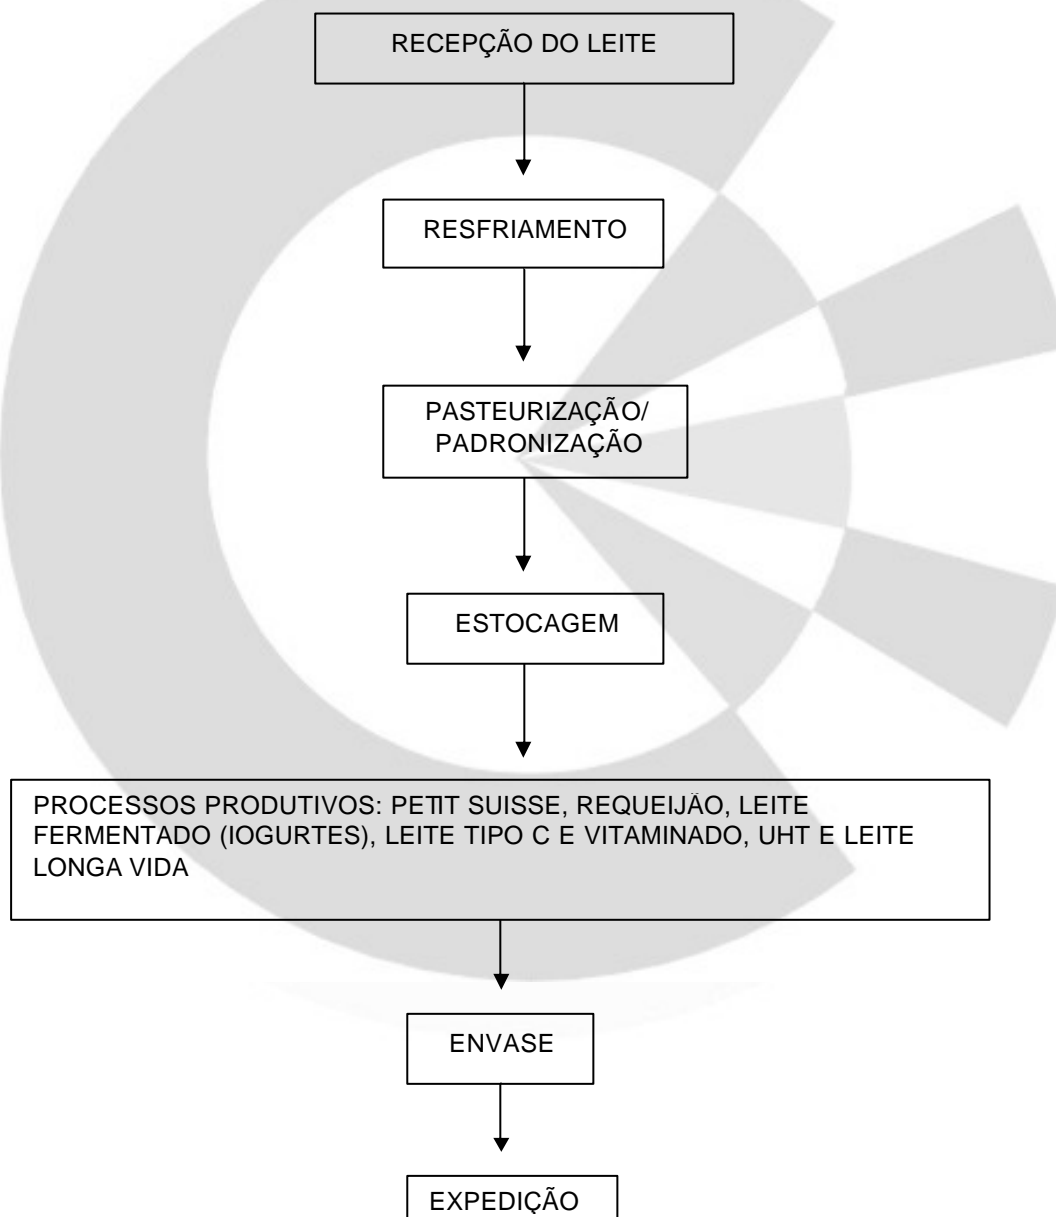 RECEPÇÃO DO LEITE
RESFRIAMENTO
PASTEURIZAÇÃO/
PADRONIZAÇÃO
ESTOCAGEM
PROCESSOS PRODUTIVOS: PETIT SUISSE, REQUEIJÃO, LEITE
FERMENTADO (IOGURTES), LEITE TIPO C E VITAMINADO, UHT E LEITE
LONGA VIDA
ENVASE
EXPEDIÇÃO